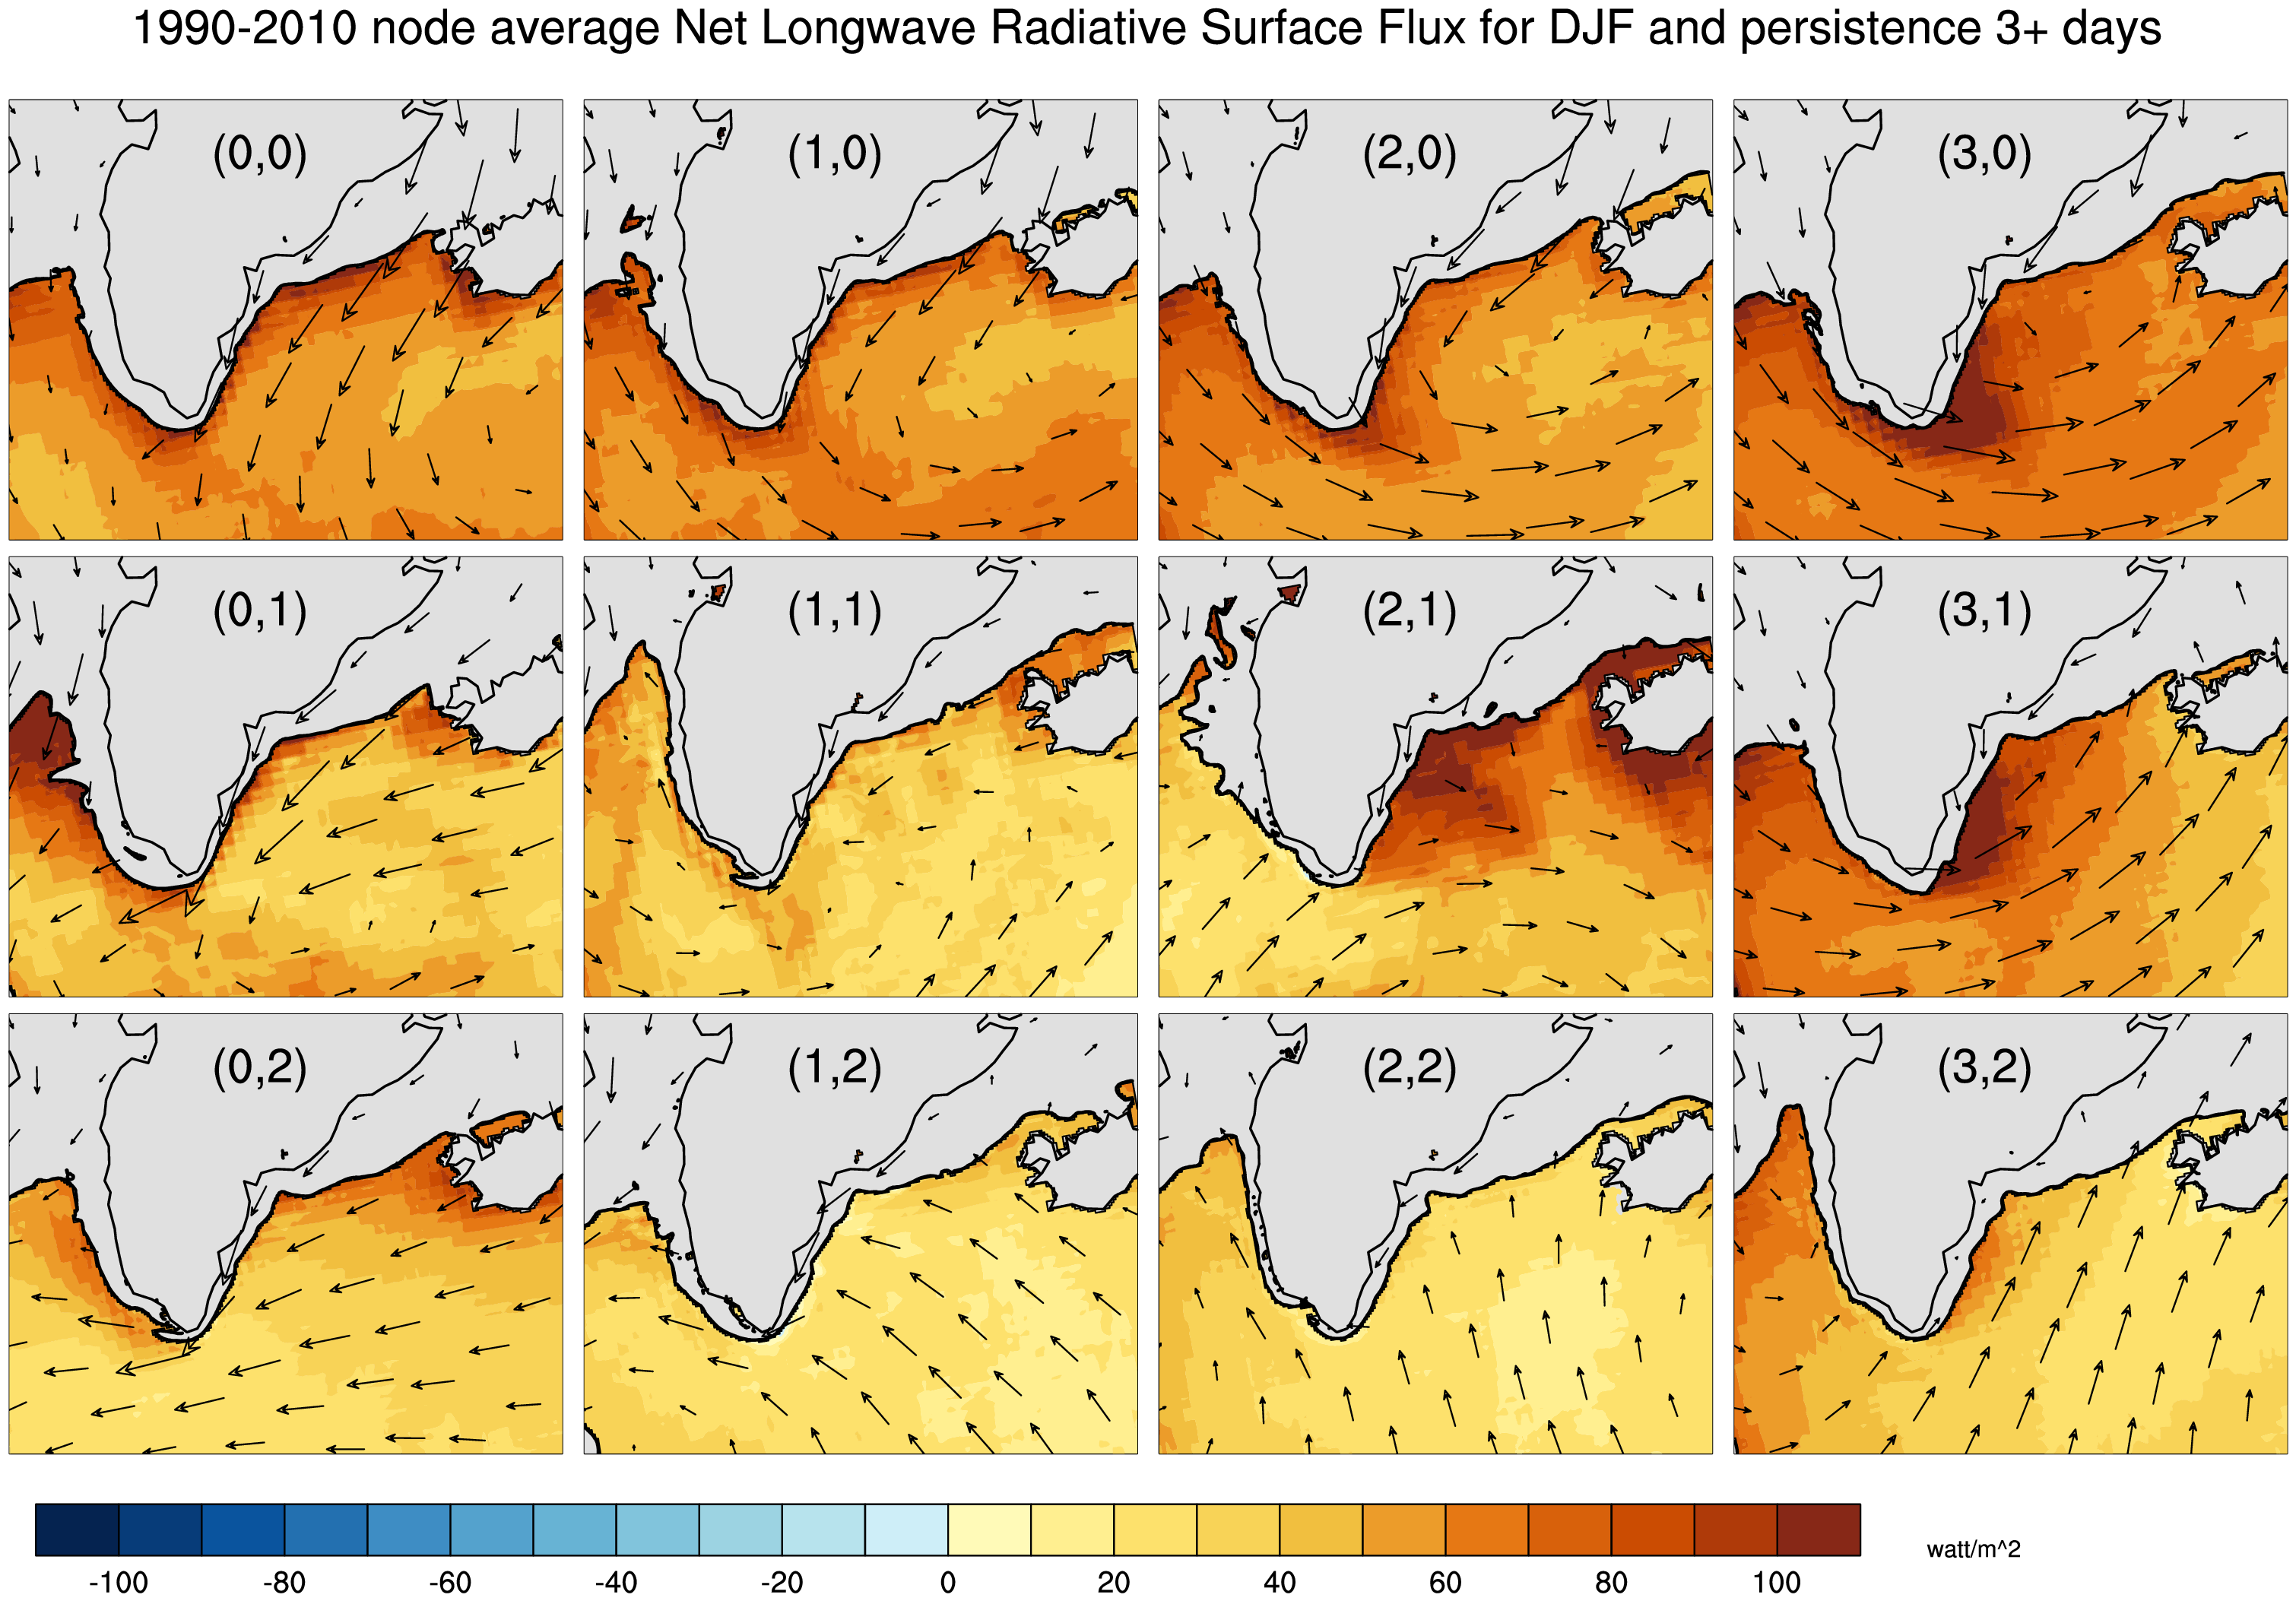 1990-2010 node average Net Longwave Radiative Surface Flux for DJF and persistence 3+ days
(0,0) (1,0) (2,0) (3,0)
(0,1) (1,1) (2,1) (3,1)
(0,2) (1,2) (2,2) (3,2)
watt/m^2
-100 -80 -60 -40 -20 0 20 40 60 80 100